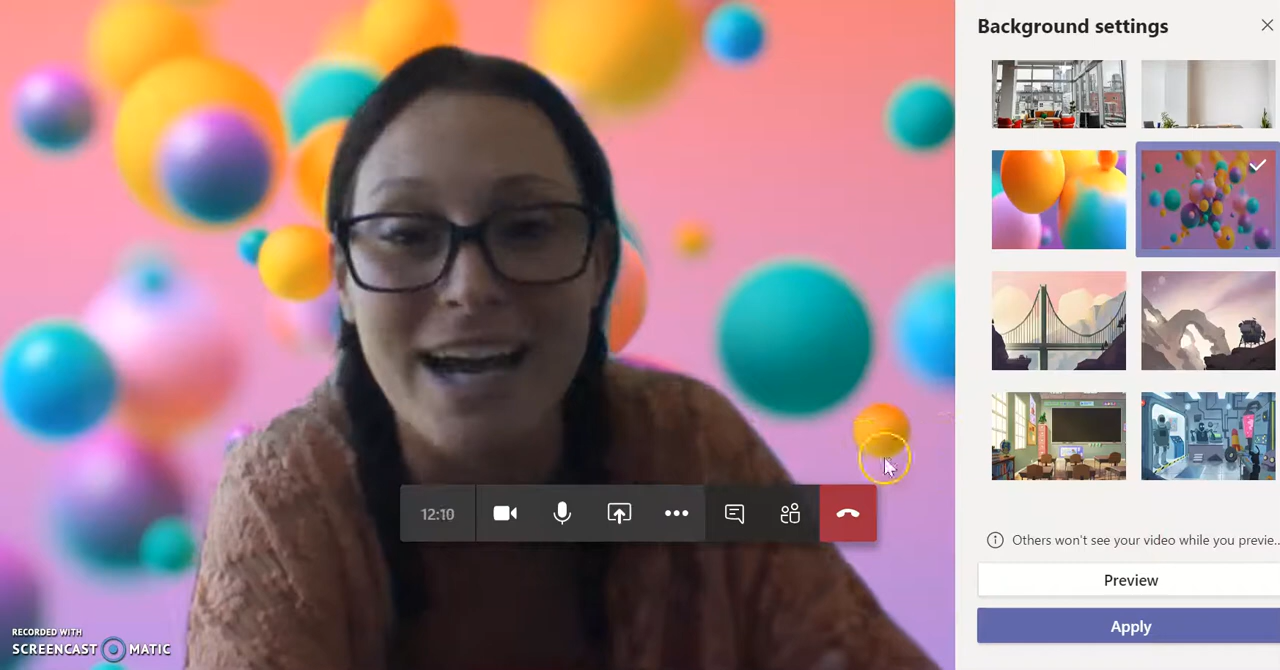 Background settings
12:10
Others won't see your video while you previe..
Preview
Apply
RECORDED WITH
SCREENCAST MATIC